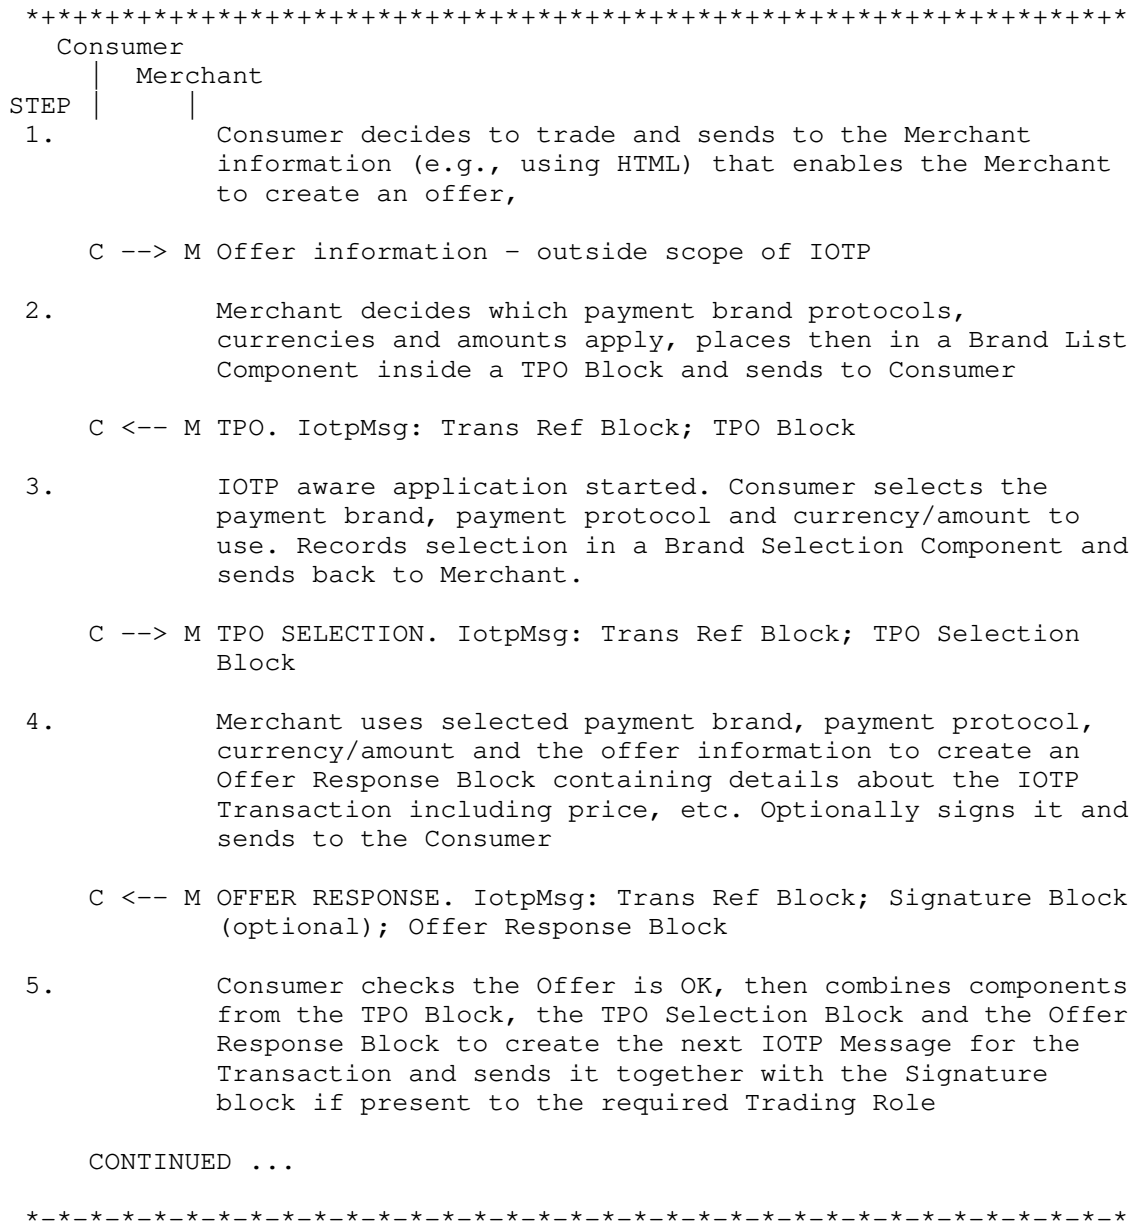 *+*+*+*+*+*+*+*+*+*+*+*+*+*+*+*+*+*+*+*+*+*+*+*+*+*+*+*+*+*+*+*+*+*+*
Consumer
| Merchant
STEP | |
1. Consumer decides to trade and sends to the Merchant
information (e.g., using HTML) that enables the Merchant
to create an offer,
C --> M Offer information - outside scope of IOTP
2. Merchant decides which payment brand protocols,
currencies and amounts apply, places then in a Brand List
Component inside a TPO Block and sends to Consumer
C <-- M TPO. IotpMsg: Trans Ref Block; TPO Block
3. IOTP aware application started. Consumer selects the
payment brand, payment protocol and currency/amount to
use. Records selection in a Brand Selection Component and
sends back to Merchant.
C --> M TPO SELECTION. IotpMsg: Trans Ref Block; TPO Selection
Block
4. Merchant uses selected payment brand, payment protocol,
currency/amount and the offer information to create an
Offer Response Block containing details about the IOTP
Transaction including price, etc. Optionally signs it and
sends to the Consumer
C <-- M OFFER RESPONSE. IotpMsg: Trans Ref Block; Signature Block
(optional); Offer Response Block
5. Consumer checks the Offer is OK, then combines components
from the TPO Block, the TPO Selection Block and the Offer
Response Block to create the next IOTP Message for the
Transaction and sends it together with the Signature
block if present to the required Trading Role
CONTINUED ...
*-*-*-*-*-*-*-*-*-*-*-*-*-*-*-*-*-*-*-*-*-*-*-*-*-*-*-*-*-*-*-*-*-*-*